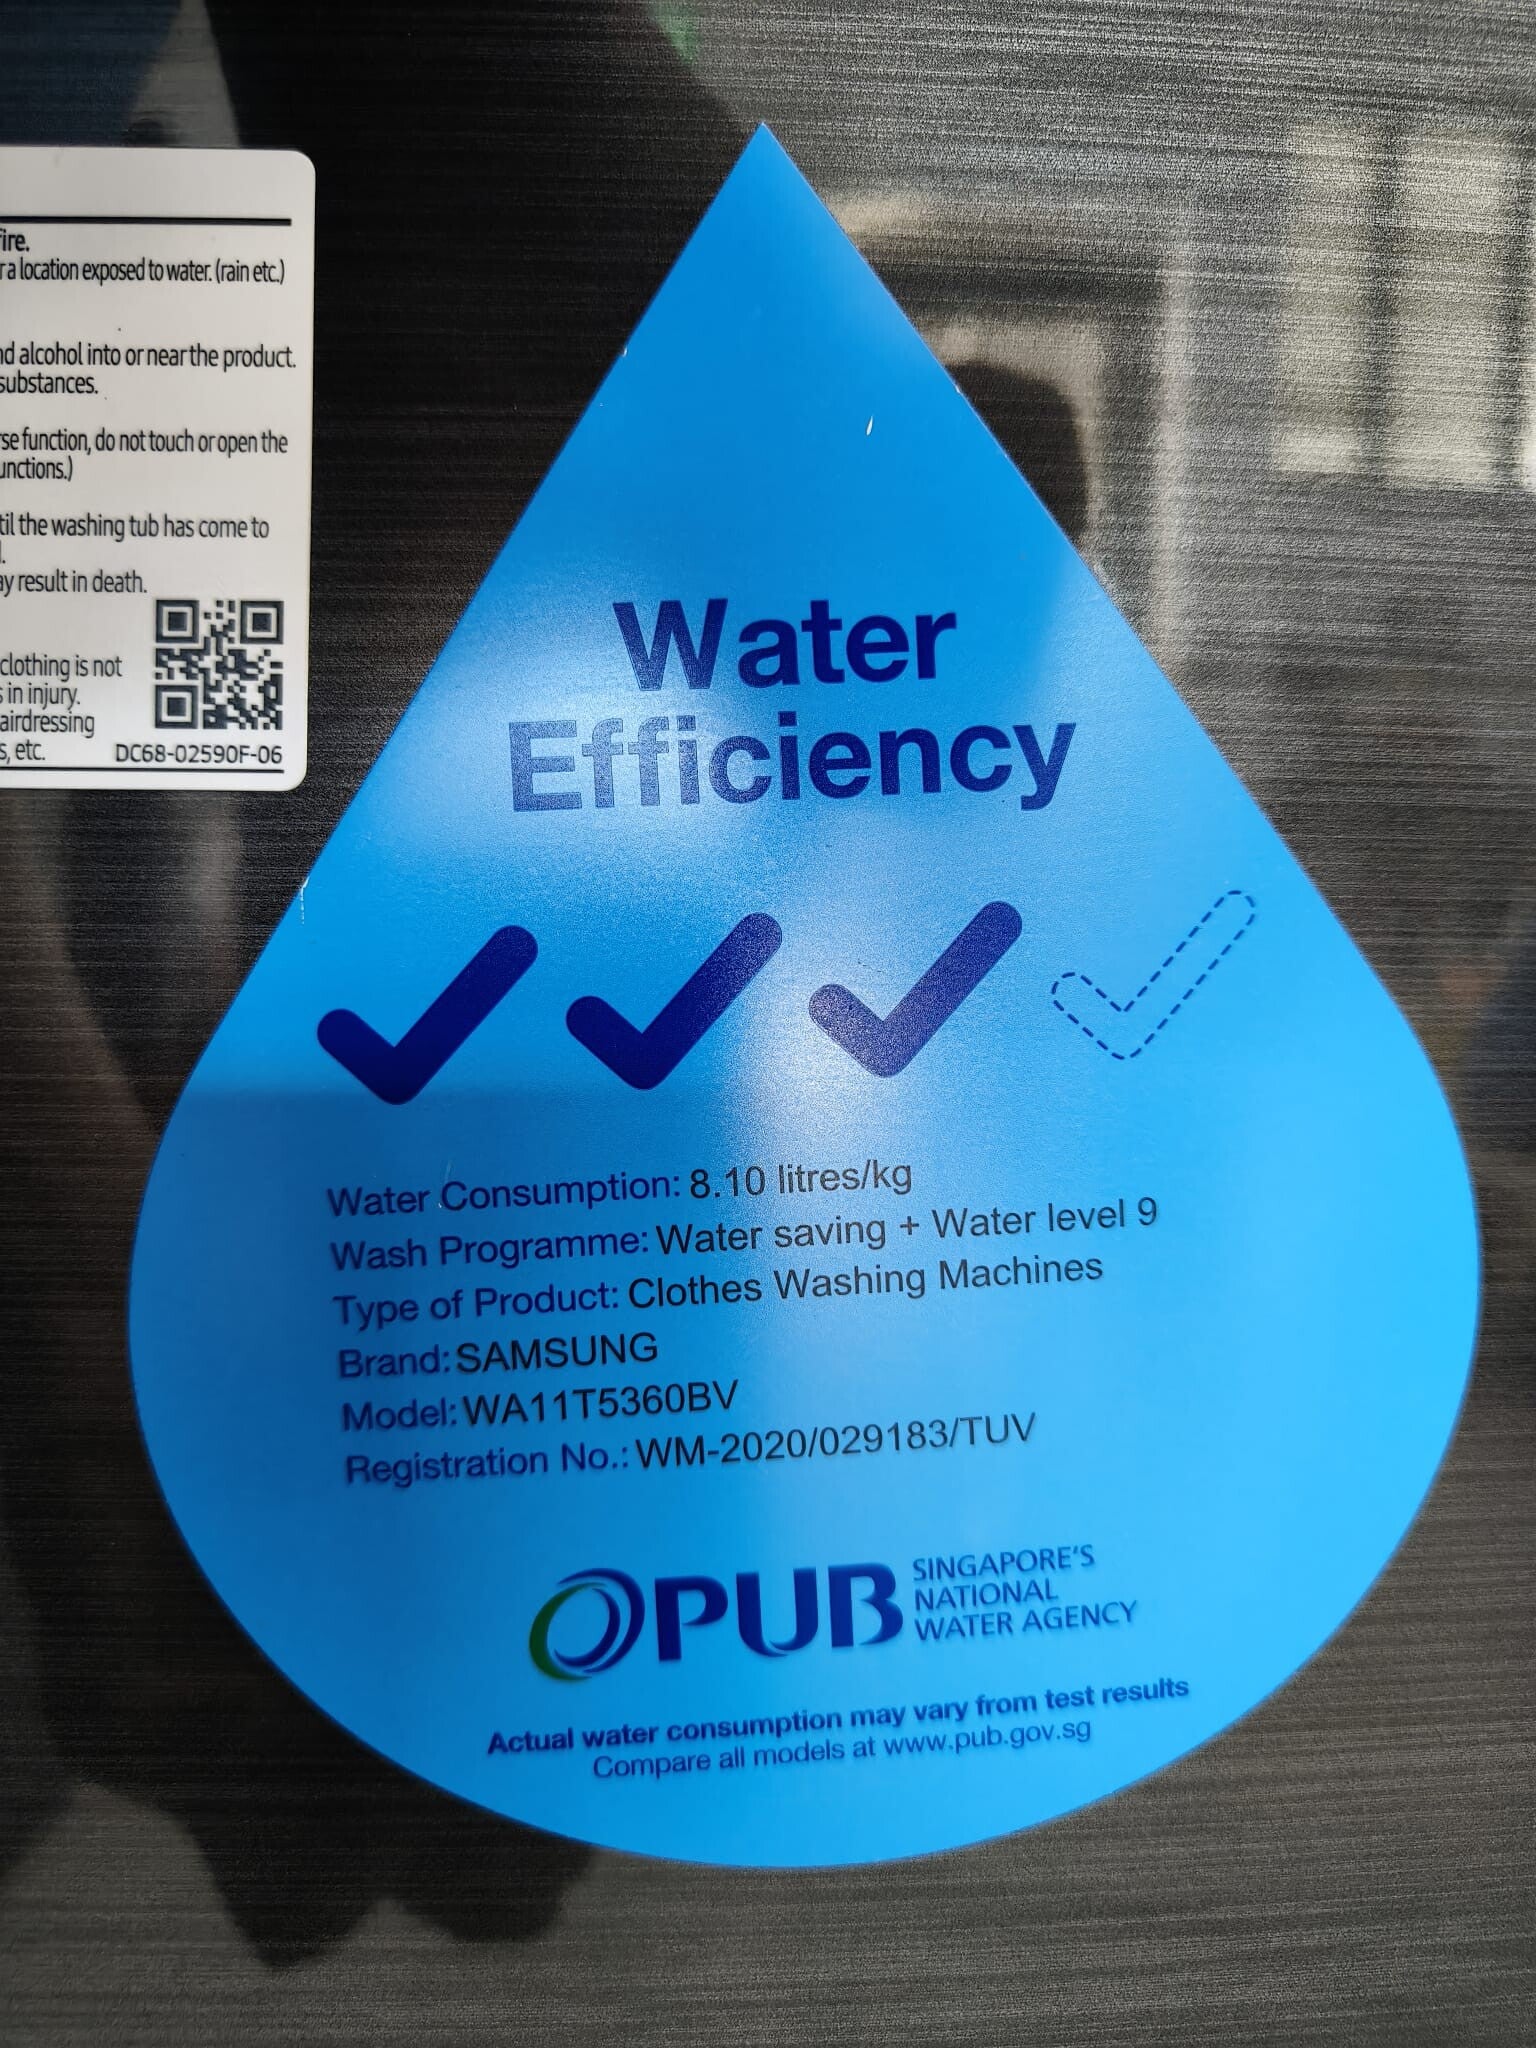 fire.
r a location exposed to water. (rain etc.)
nd alcohol into or near the product.
substances.
se function, do not touch or open the
unctions.)
til the washing tub has come to
ay result in death.
clothing is not
s in injury.
airdressing
s, etc.
DC68-02590F-06
Water
Efficiency
Water Consumption: 8.10 litres/kg
Wash Programme: Water saving + Water level 9
Type of Product: Clothes Washing Machines
Brand: SAMSUNG
Model: WA11T5360BV
Registration No.: WM-2020/029183/TUV
PUB
SINGAPORE'S
NATIONAL
WATER AGENCY
Actual water consumption may vary from test results
Compare all models at www.pub.gov.sg